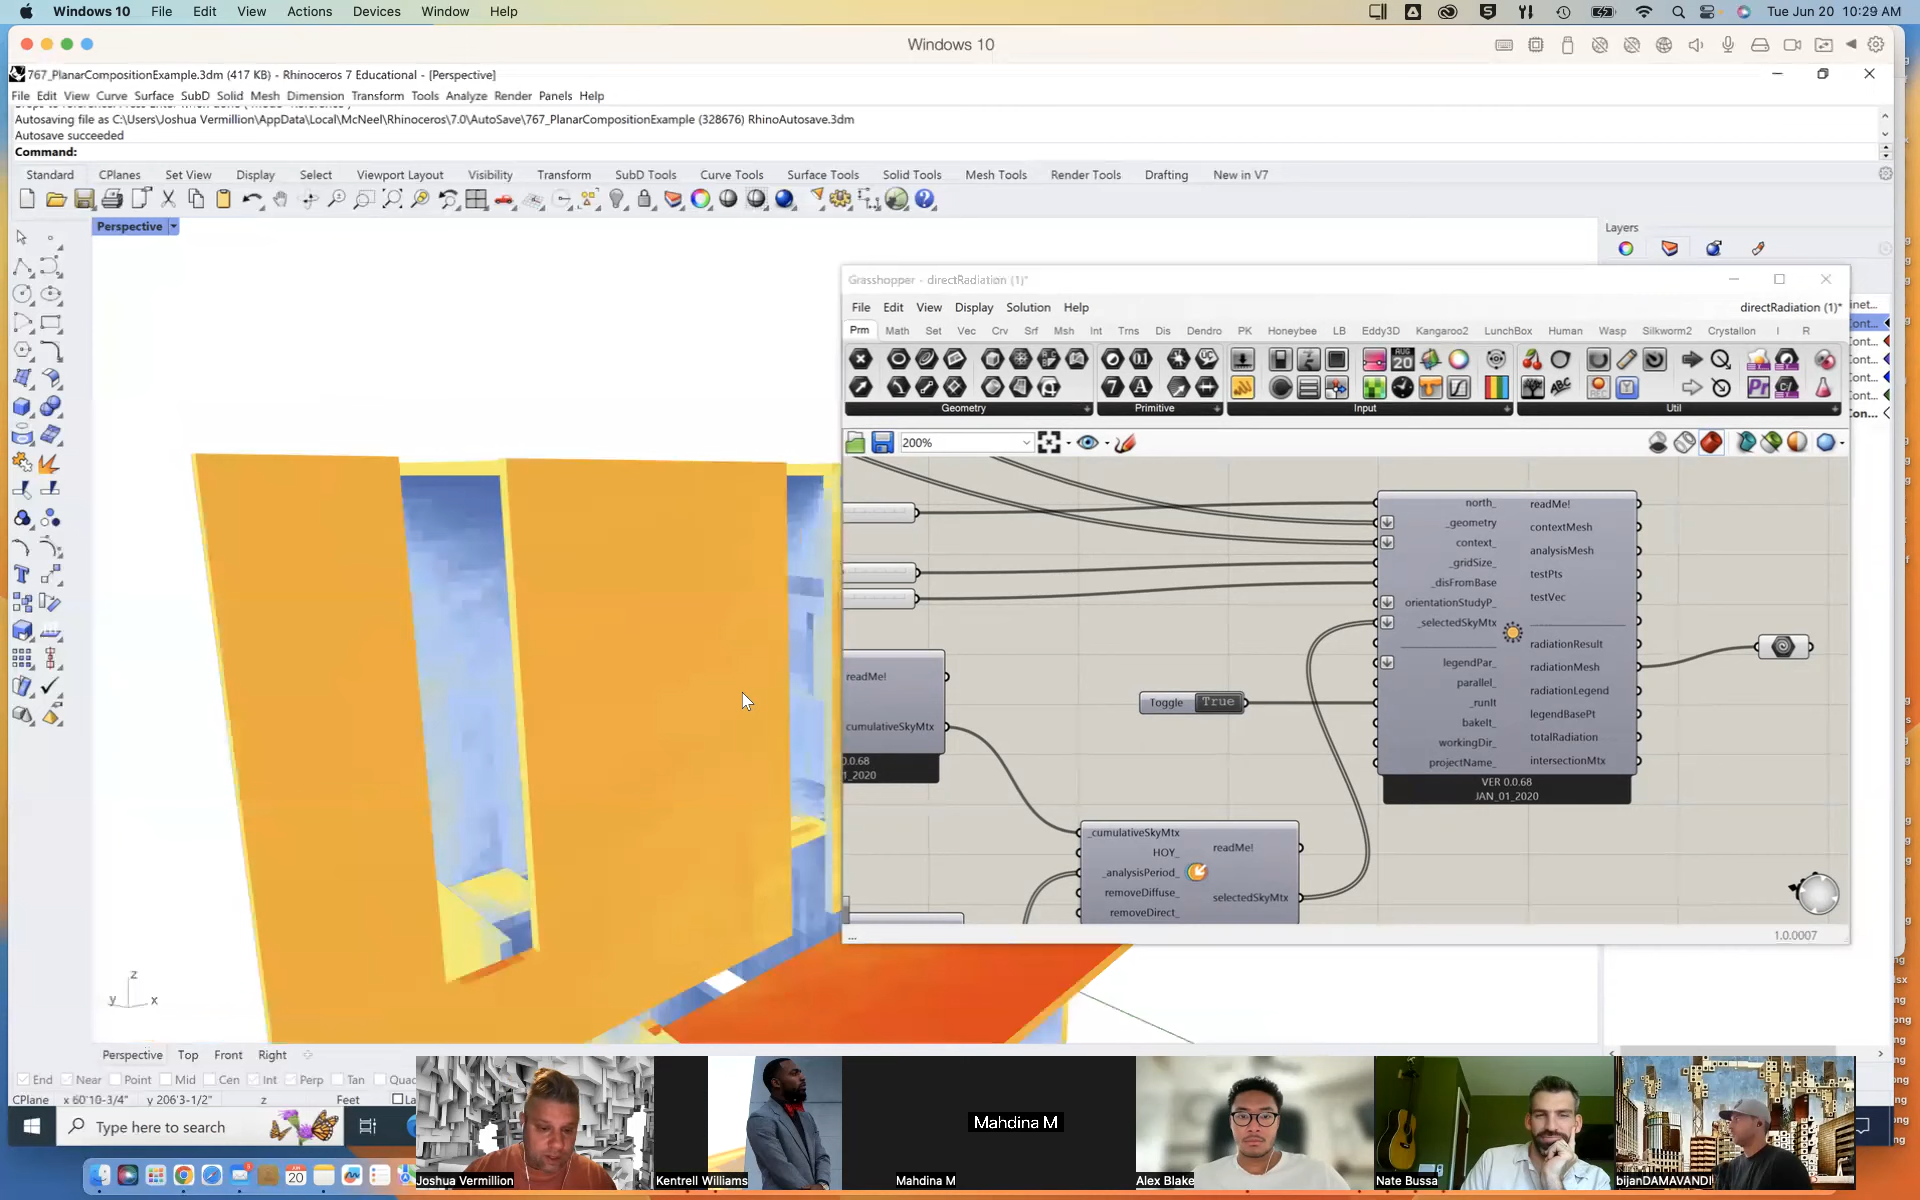 Windows 10 File Edit View Actions Devices Window Help
Tue Jun 20 10:29 AM
Windows 10
767_PlanarCompositionExample.3dm (417 KB) - Rhinoceros 7 Educational - [Perspective]
File Edit View Curve Surface SubD Solid Mesh Dimension Transform Tools Analyze Render Panels Help
Autosaving file as C:\Users\Joshua Vermillion\AppData\Local\McNeel\Rhinoceros\7.0\AutoSave\767_PlanarCompositionExample (328676) RhinoAutosave.3dm
Autosave succeeded
Command:
Standard CPlanes Set View Display Select Viewport Layout Visibility Transform SubD Tools Curve Tools Surface Tools Solid Tools Mesh Tools Render Tools Drafting New in V7
Perspective
Layers
Grasshopper - directRadiation (1)*
File Edit View Display Solution Help
directRadiation (1)*
Prm Math Set Vec Crv Srf Msh Int Trns Dis Dendro PK Honeybee LB Eddy3D Kangaroo2 LunchBox Human Wasp Silkworm2 Crystallon I R
Geometry Primitive Input Util
200%
north_
_geometry
context_
_gridSize_
_disFromBase
orientationStudyP_
_selectedSkyMtx
legendPar_
parallel_
_runIt
bakeIt_
workingDir_
projectName_
readMe!
contextMesh
analysisMesh
testPts
testVec
radiationResult
radiationMesh
radiationLegend
legendBasePt
totalRadiation
intersectionMtx
VER 0.0.68
JAN_01_2020
Toggle True
readMe!
cumulativeSkyMtx
0.0.68
1_2020
_cumulativeSkyMtx
HOY_
_analysisPeriod_
removeDiffuse_
removeDirect_
readMe!
selectedSkyMtx
...
1.0.0007
z
y x
Perspective Top Front Right
End Near Point Mid Cen Int Perp Tan Quad
CPlane x 60'10-3/4" y 206'3-1/2" z Feet
Type here to search
Mahdina M
Joshua Vermillion
Kentrell Williams
Mahdina M
Alex Blake
Nate Bussa
bijanDAMAVANDI